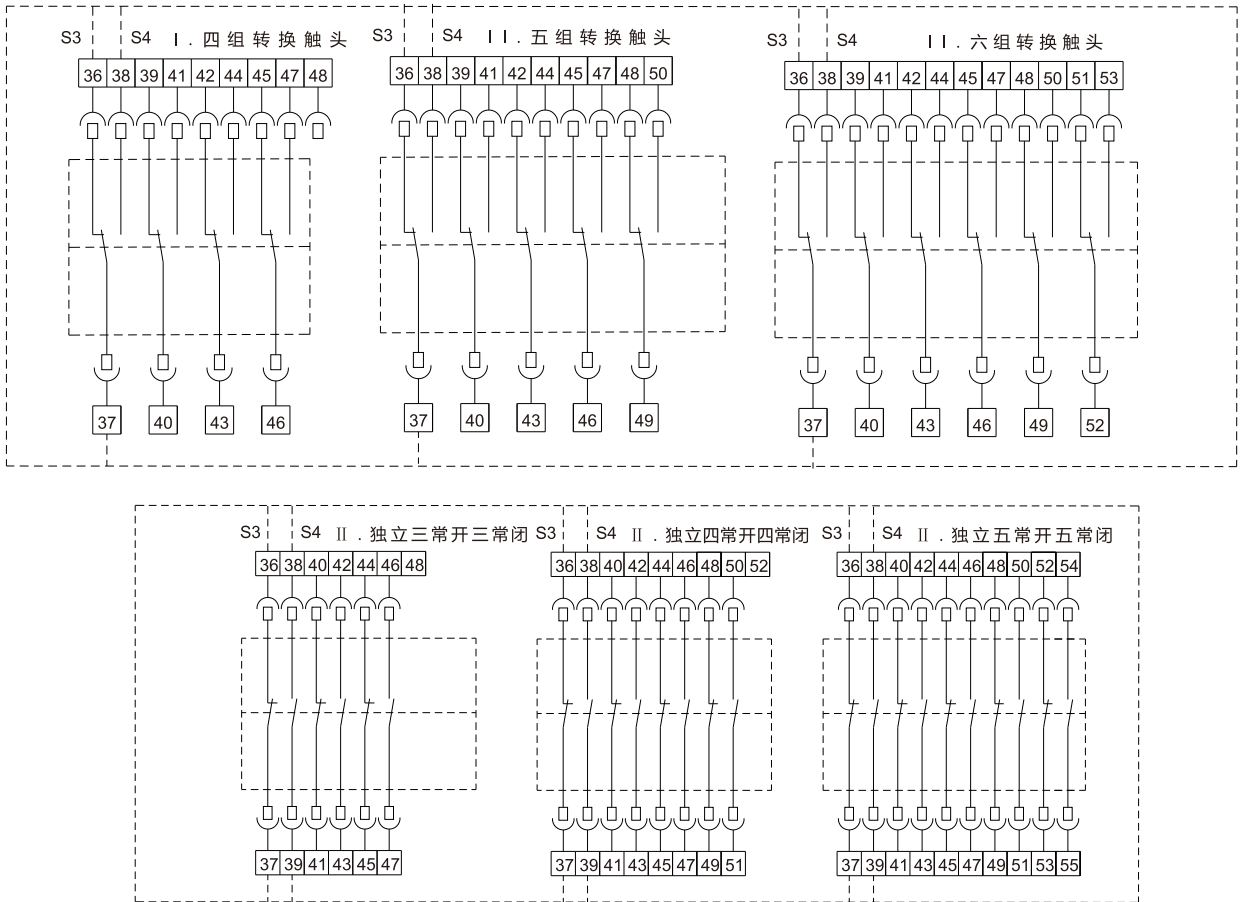 S3 S4 I.四组转换触头
36 38 39 41 42 44 45 47 48
37 40 43 46
S3 S4 II.五组转换触头
36 38 39 41 42 44 45 47 48 50
37 40 43 46 49
S3 S4 II.六组转换触头
36 38 39 41 42 44 45 47 48 50 51 53
37 40 43 46 49 52
S3 S4 Ⅱ.独立三常开三常闭
36 38 40 42 44 46 48
37 39 41 43 45 47
S3 S4 Ⅱ.独立四常开四常闭
36 38 40 42 44 46 48 50 52
37 39 41 43 45 47 49 51
S3 S4 Ⅱ.独立五常开五常闭
36 38 40 42 44 46 48 50 52 54
37 39 41 43 45 47 49 51 53 55